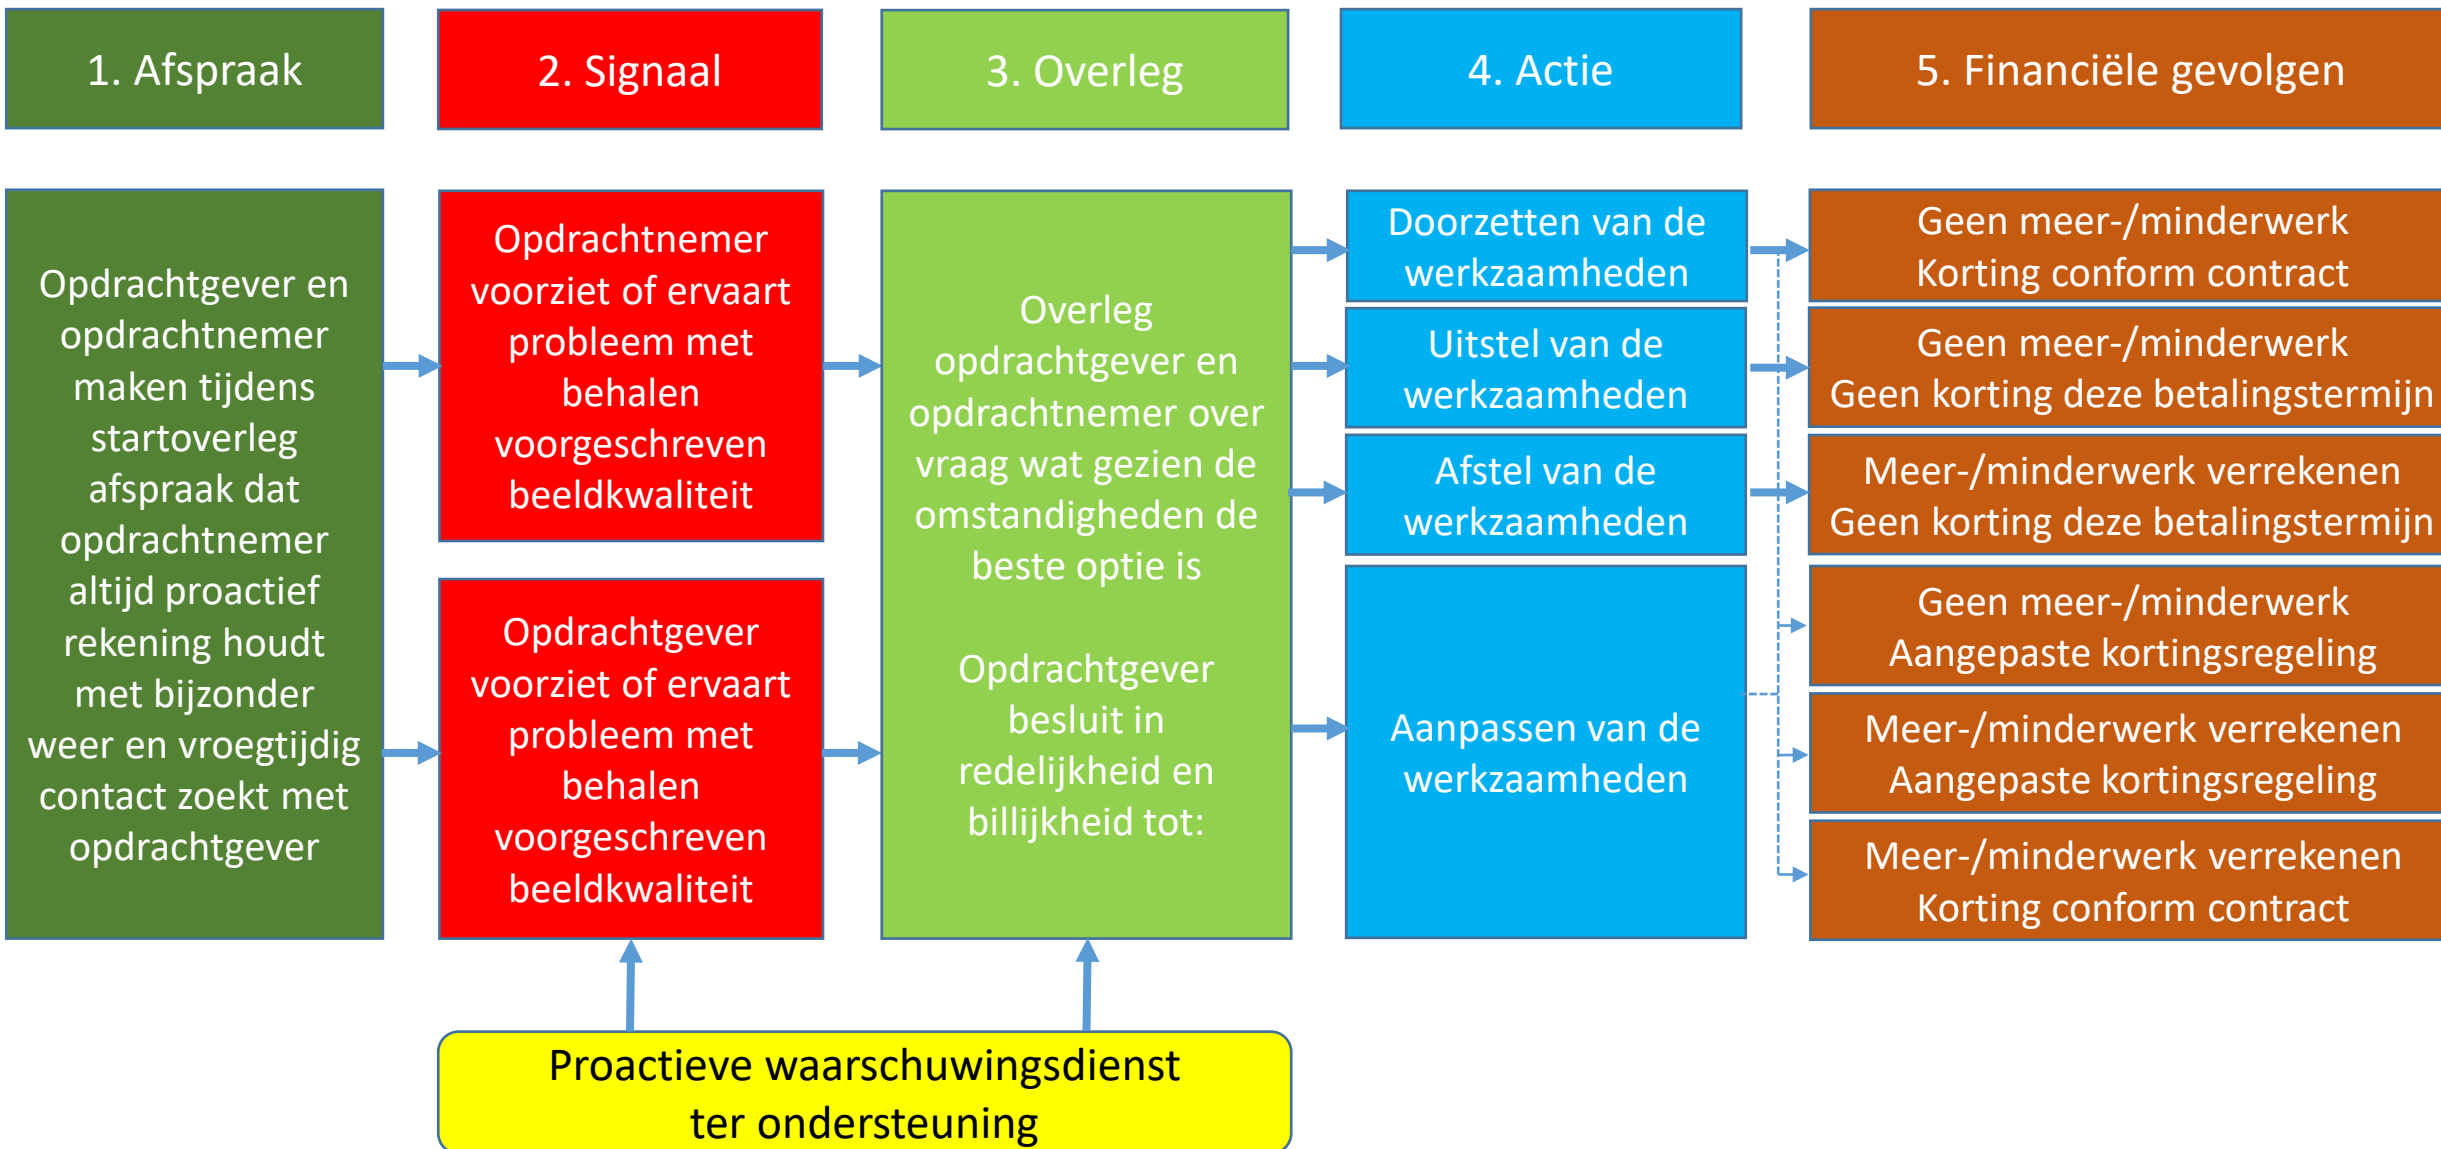 1. Afspraak
2. Signaal
3. Overleg
4. Actie
5. Financiële gevolgen
Opdrachtgever en
opdrachtnemer
maken tijdens
startoverleg
afspraak dat
opdrachtnemer
altijd proactief
rekening houdt
met bijzonder
weer en vroegtijdig
contact zoekt met
opdrachtgever
Opdrachtnemer
voorziet of ervaart
probleem met
behalen
voorgeschreven
beeldkwaliteit
Opdrachtgever
voorziet of ervaart
probleem met
behalen
voorgeschreven
beeldkwaliteit
Overleg
opdrachtgever en
opdrachtnemer over
vraag wat gezien de
omstandigheden de
beste optie is
Opdrachtgever
besluit in
redelijkheid en
billijkheid tot:
Doorzetten van de
werkzaamheden
Uitstel van de
werkzaamheden
Afstel van de
werkzaamheden
Aanpassen van de
werkzaamheden
Geen meer-/minderwerk
Korting conform contract
Geen meer-/minderwerk
Geen korting deze betalingstermijn
Meer-/minderwerk verrekenen
Geen korting deze betalingstermijn
Geen meer-/minderwerk
Aangepaste kortingsregeling
Meer-/minderwerk verrekenen
Aangepaste kortingsregeling
Meer-/minderwerk verrekenen
Korting conform contract
Proactieve waarschuwingsdienst
ter ondersteuning